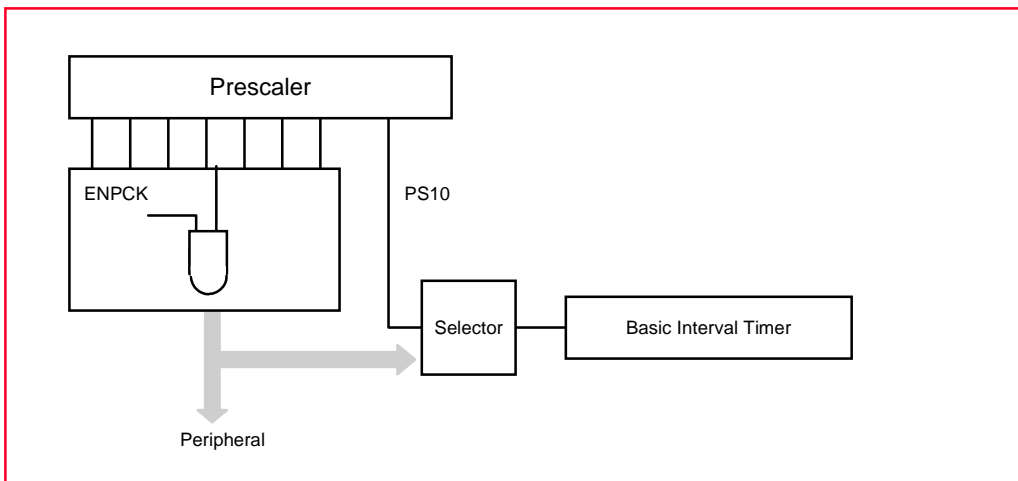 Prescaler
ENPCK
PS10
Selector
Basic Interval Timer
Peripheral